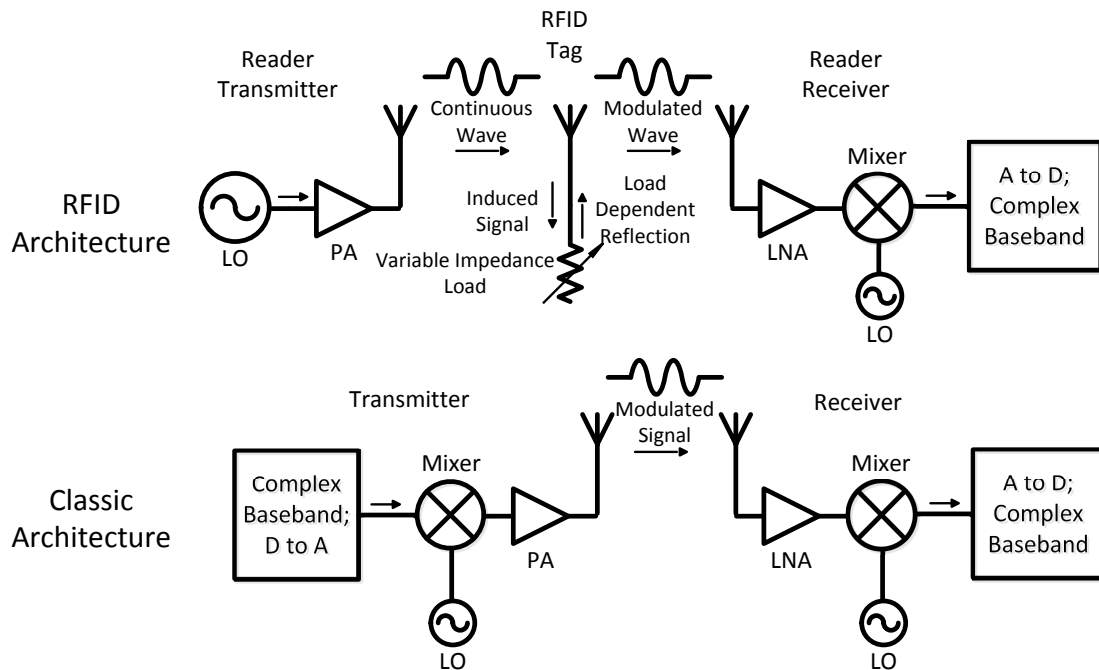 RFID
Tag
Reader
Transmitter
Reader
Receiver
Continuous
Wave
Modulated
Wave
Mixer
RFID
Architecture
LO
PA
Induced
Signal
Load
Dependent
Reflection
Variable Impedance
Load
LNA
LO
A to D;
Complex
Baseband
Transmitter
Modulated
Signal
Receiver
Classic
Architecture
Complex
Baseband;
D to A
Mixer
LO
PA
LNA
Mixer
LO
A to D;
Complex
Baseband